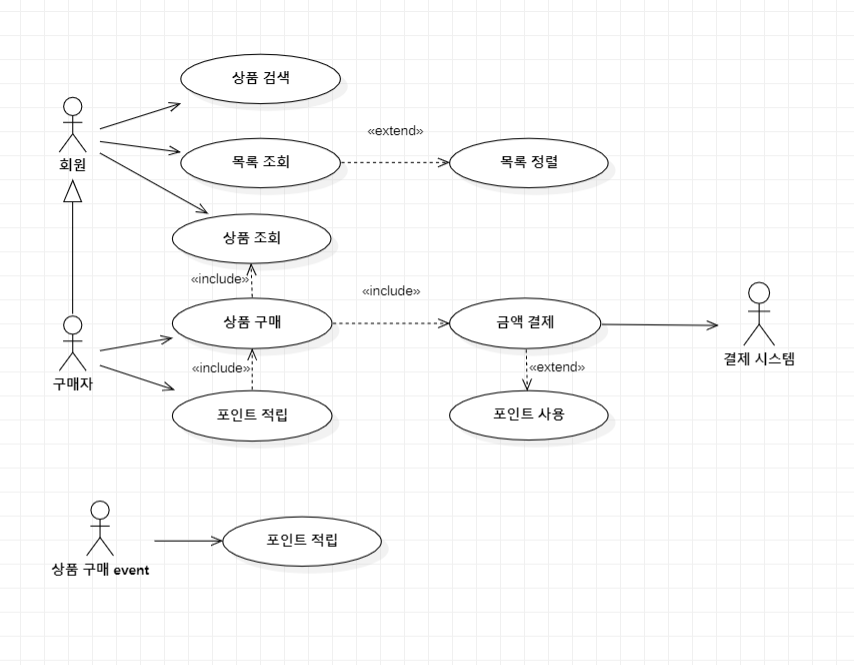 상품 검색
회원
«extend»
목록 조회
목록 정렬
상품 조회
«include»
«include»
상품 구매
금액 결제
결제 시스템
구매자
«include»
«extend»
포인트 적립
포인트 사용
상품 구매 event
포인트 적립